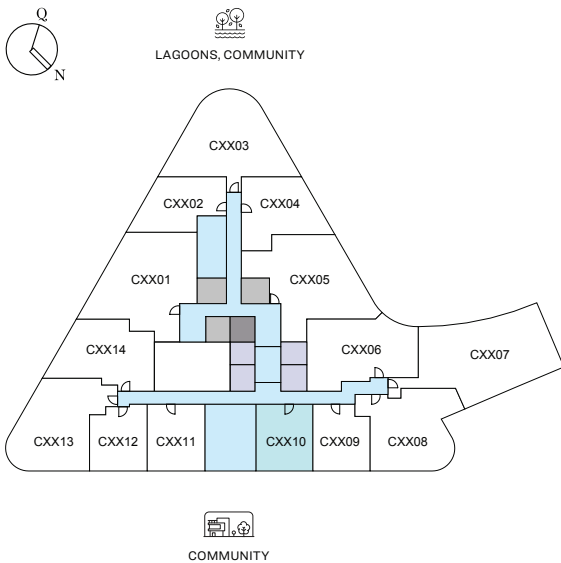 Q
N
LAGOONS, COMMUNITY
CXX03
CXX02
CXX04
CXX01
CXX05
CXX14
CXX06
CXX07
CXX13
CXX12
CXX11
CXX10
CXX09
CXX08
COMMUNITY